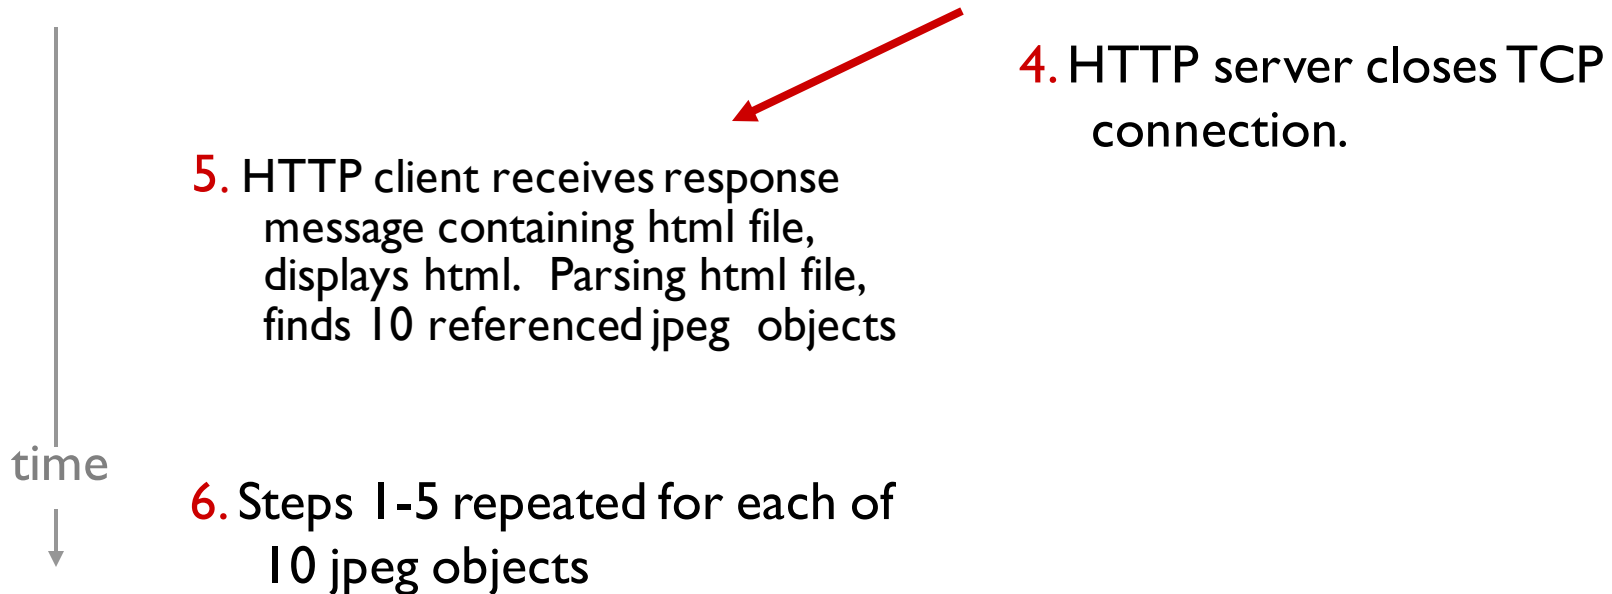 4. HTTP server closes TCP
connection.
5. HTTP client receives response
message containing html file,
displays html. Parsing html file,
finds 10 referenced jpeg objects
time
6. Steps 1-5 repeated for each of
10 jpeg objects